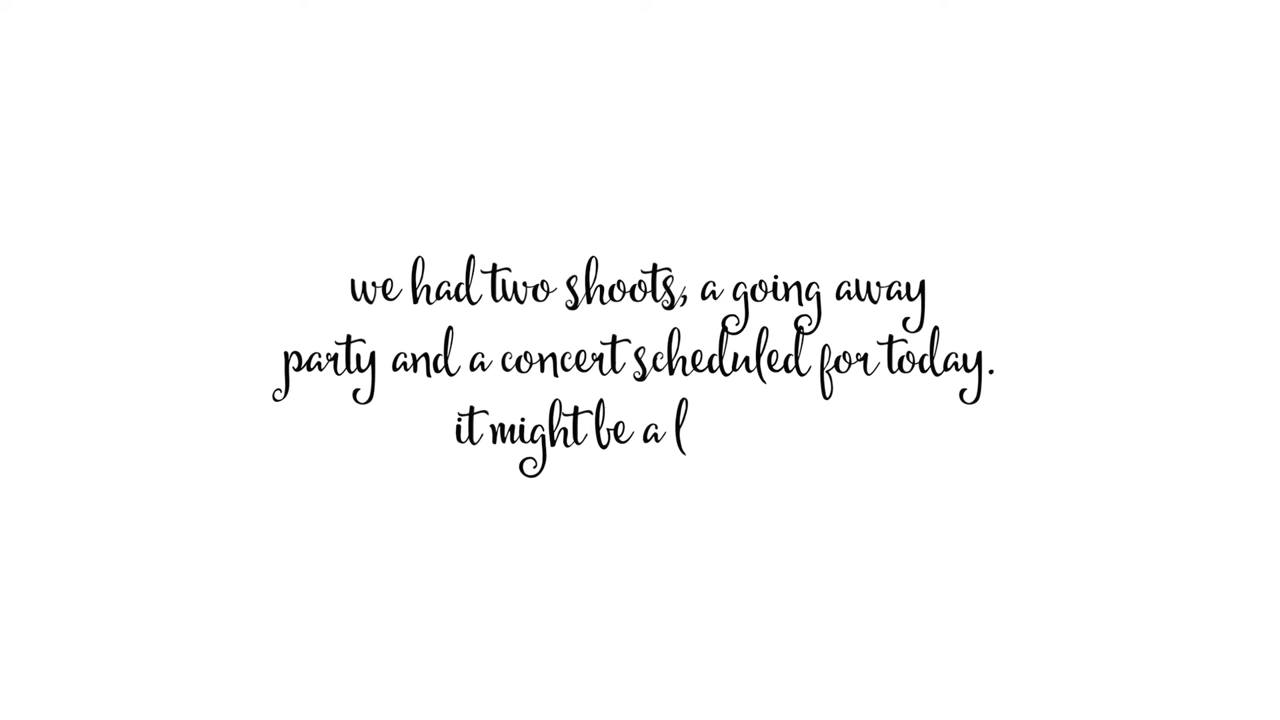 we had two shoots, a going away
party and a concert scheduled for today.
it might be a l